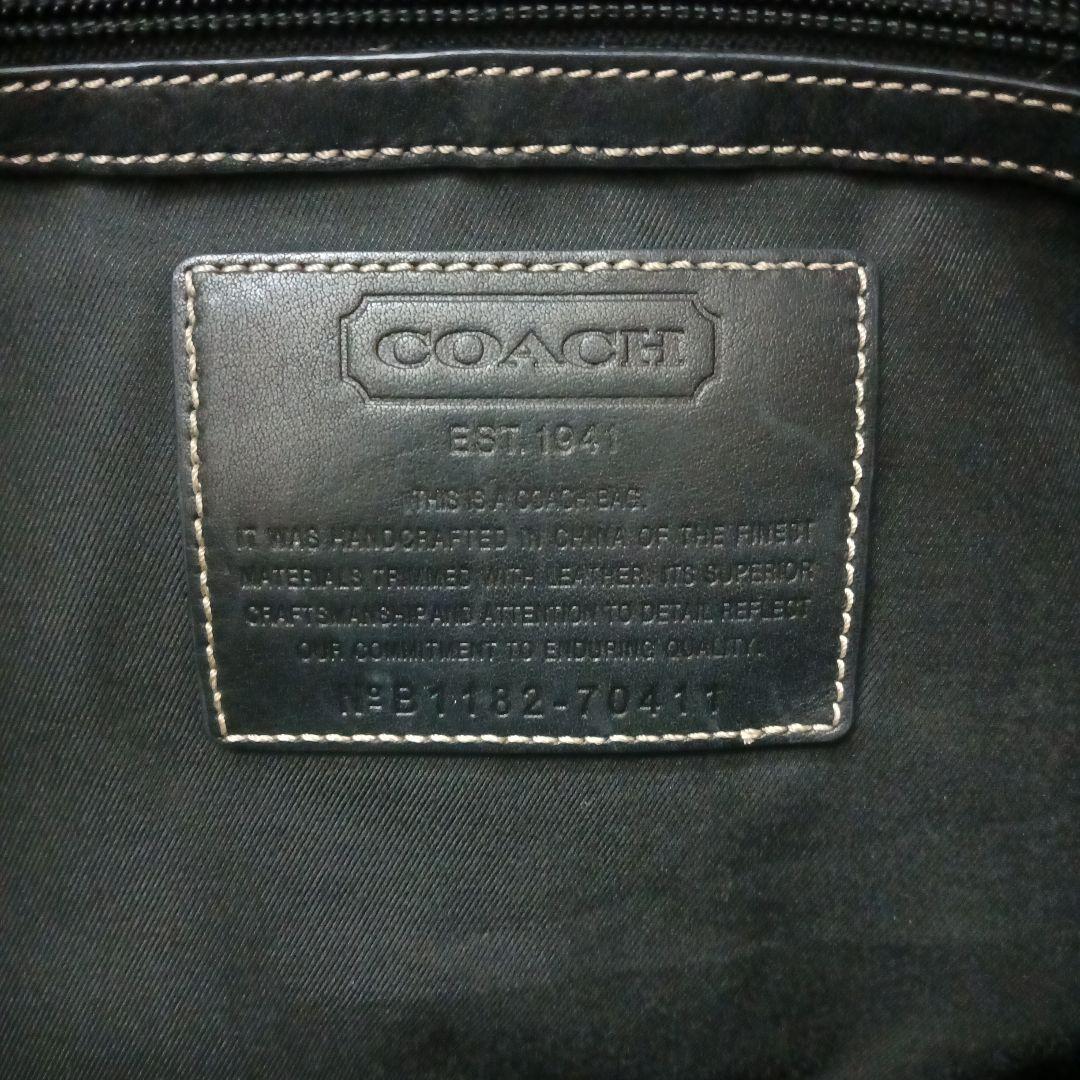 COACH
EST. 1941
THIS IS A COACH BAG.
IT WAS HANDCRAFTED IN CHINA OF THE FINEST
MATERIALS TRIMMED WITH LEATHER. ITS SUPERIOR
CRAFTSMANSHIP AND ATTENTION TO DETAIL REFLECT
OUR COMMITMENT TO ENDURING QUALITY.
NºB1182-70411